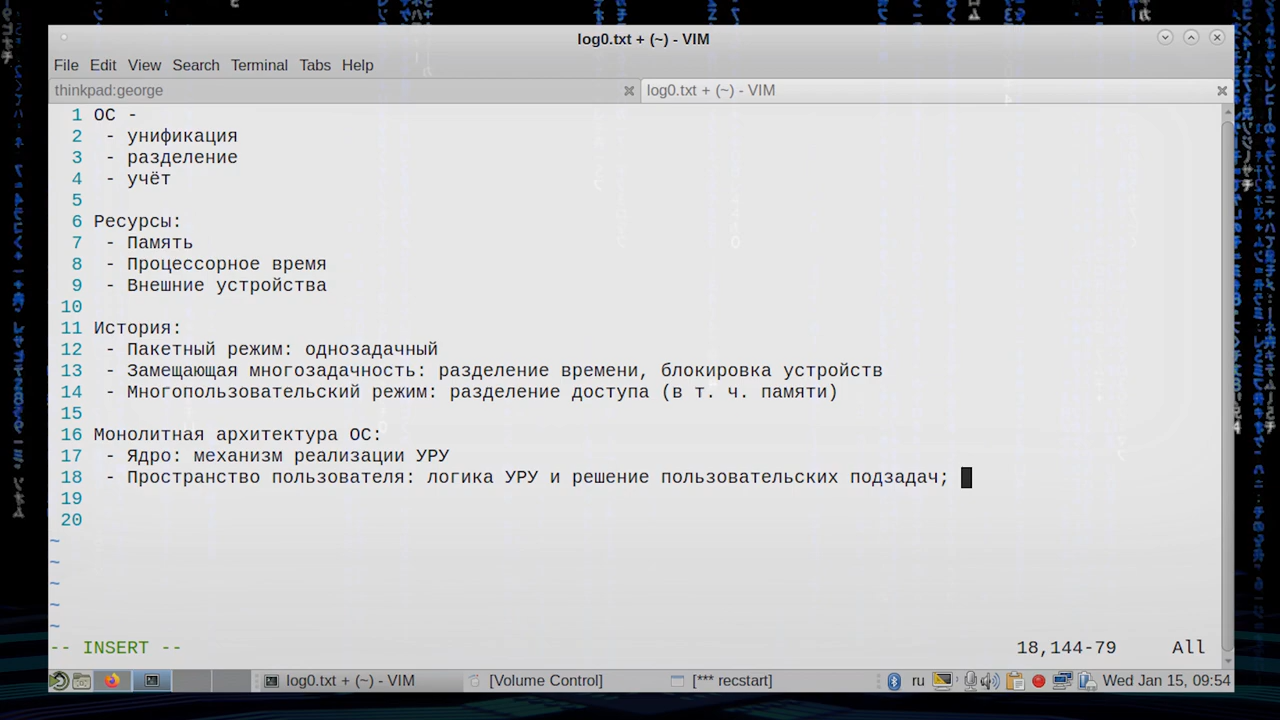 log0.txt + (~) - VIM
File Edit View Search Terminal Tabs Help
thinkpad:george
log0.txt + (~) - VIM
1 ОС -
2 - унификация
3 - разделение
4 - учёт
5
6 Ресурсы:
7 - Память
8 - Процессорное время
9 - Внешние устройства
10
11 История:
12 - Пакетный режим: однозадачный
13 - Замещающая многозадачность: разделение времени, блокировка устройств
14 - Многопользовательский режим: разделение доступа (в т. ч. памяти)
15
16 Монолитная архитектура ОС:
17 - Ядро: механизм реализации УРУ
18 - Пространство пользователя: логика УРУ и решение пользовательских подзадач;
19
20
~
~
~
~
~
-- INSERT -- 18,144-79 All
log0.txt + (~) - VIM [Volume Control] [*** recstart] ru Wed Jan 15, 09:54